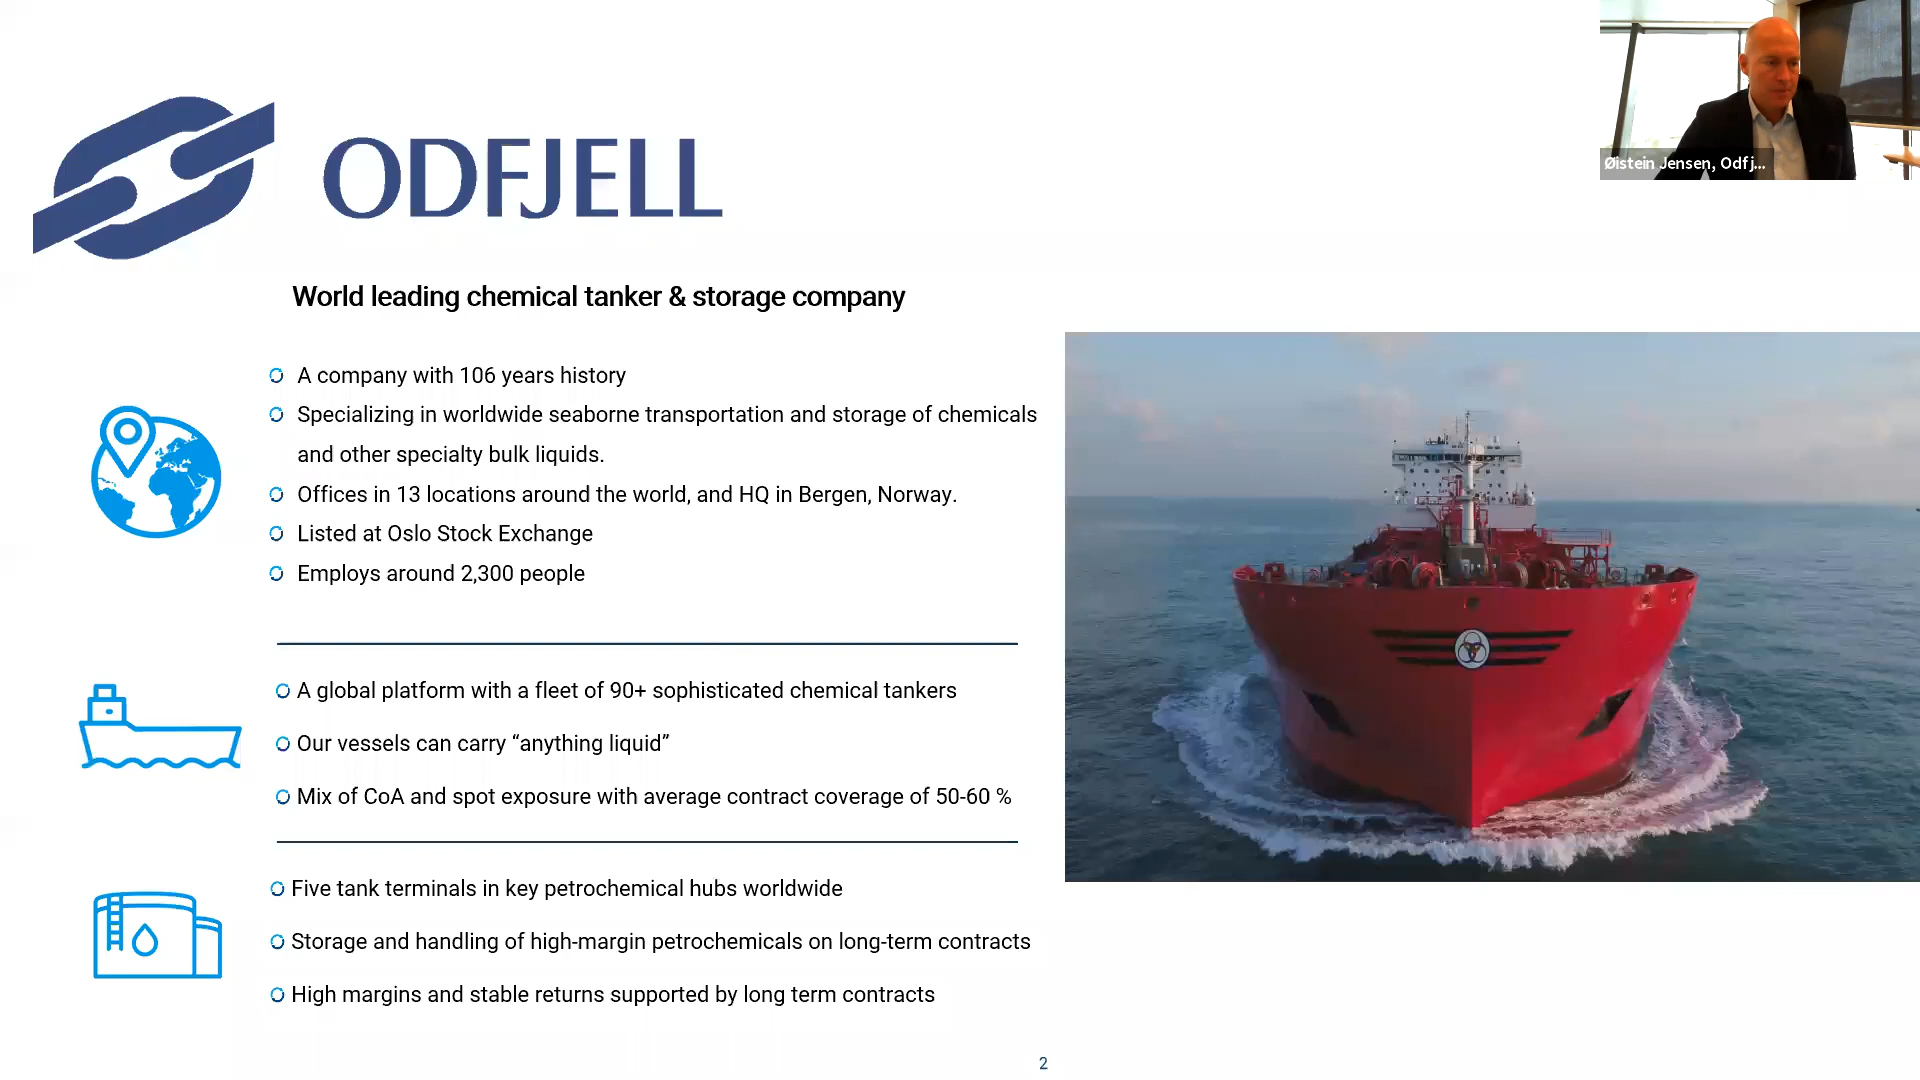 ODFJELL
Øistein Jensen, Odfj...
World leading chemical tanker & storage company
A company with 106 years history
Specializing in worldwide seaborne transportation and storage of chemicals
and other specialty bulk liquids.
Offices in 13 locations around the world, and HQ in Bergen, Norway.
Listed at Oslo Stock Exchange
Employs around 2,300 people
A global platform with a fleet of 90+ sophisticated chemical tankers
Our vessels can carry “anything liquid”
Mix of CoA and spot exposure with average contract coverage of 50-60 %
Five tank terminals in key petrochemical hubs worldwide
Storage and handling of high-margin petrochemicals on long-term contracts
High margins and stable returns supported by long term contracts
2